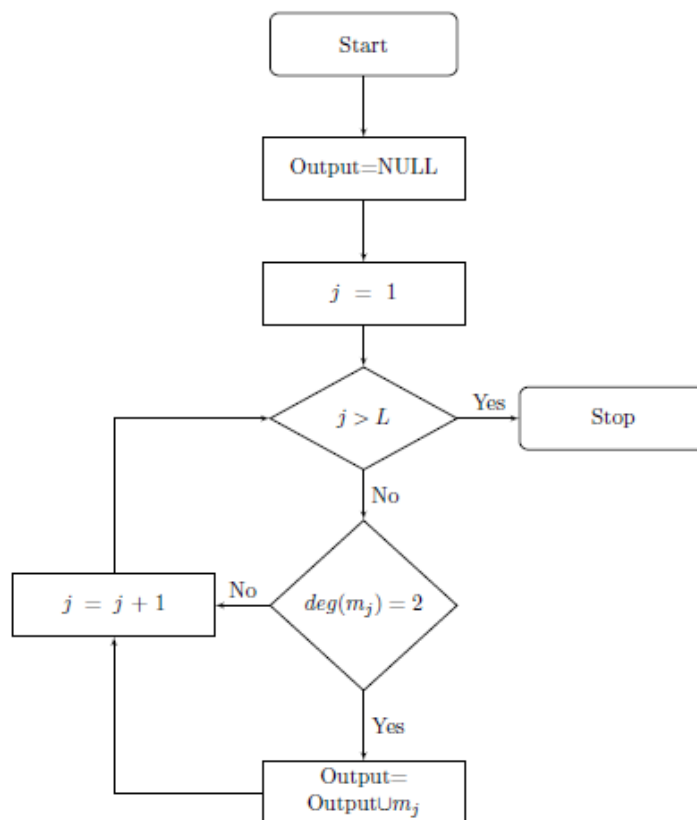 Start
Output=NULL
j = 1
j > L
Yes
Stop
No
deg(m_j) = 2
No
j = j + 1
Yes
Output=
Output∪m_j